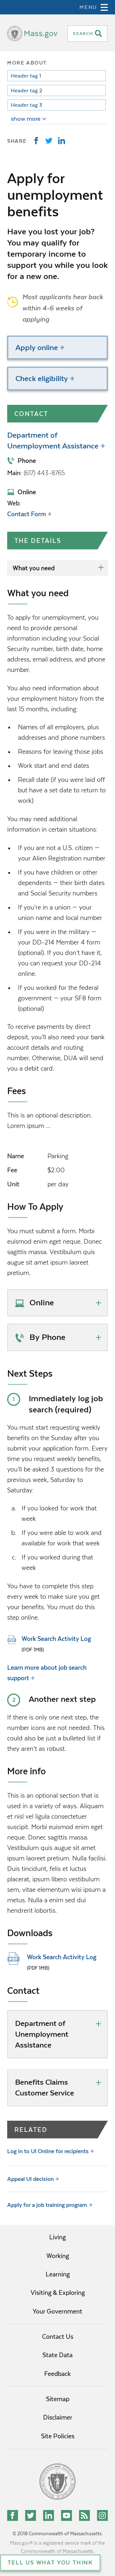 MENU
Mass.gov
SEARCH
MORE ABOUT
Header tag 1
Header tag 2
Header tag 3
show more
SHARE
Apply for
unemployment
benefits
Have you lost your job?
You may qualify for
temporary income to
support you while you look
for a new one.
Most applicants hear back
within 4-6 weeks of
applying
Apply online
Check eligibility
CONTACT
Department of
Unemployment Assistance
Phone
Main: (617) 443-8765
Online
Web:
Contact Form
THE DETAILS
What you need
What you need
To apply for unemployment, you
need to provide personal
information including your Social
Security number, birth date, home
address, email address, and phone
number.
You also need information about
your employment history from the
last 15 months, including:
Names of all employers, plus
addresses and phone numbers
Reasons for leaving those jobs
Work start and end dates
Recall date (if you were laid off
but have a set date to return to
work)
You may need additional
information in certain situations:
If you are not a U.S. citizen —
your Alien Registration number
If you have children or other
dependents — their birth dates
and Social Security numbers
If you're in a union — your
union name and local number
If you were in the military —
your DD-214 Member 4 form
(optional). If you don't have it,
you can request your DD-214
online.
If you worked for the federal
government — your SF8 form
(optional)
To receive payments by direct
deposit, you'll also need your bank
account details and routing
number. Otherwise, DUA will send
you a debit card.
Fees
This is an optional description.
Lorem ipsum ...
Name Parking
Fee $2.00
Unit per day
How To Apply
You must submit a form. Morbi
euismod enim eget neque. Donec
sagittis massa. Vestibulum quis
augue sit amet ipsum laoreet
pretium.
Online
By Phone
Next Steps
1 Immediately log job
search (required)
You must start requesting weekly
benefits on the Sunday after you
submit your application form. Every
time you request benefits (weekly),
you'll be asked 3 questions for the
previous week, Saturday to
Saturday:
a. If you looked for work that
week
b. If you were able to work and
available for work that week
c. If you worked during that
week
You have to complete this step
every week to make sure you get
your benefits. You must do this
step online.
Work Search Activity Log
(PDF 1MB)
Learn more about job search
support
2 Another next step
If there is only one next step, the
number icon are not needed. This
could also just be a bulleted list if
they aren't in a robust.
More info
This is an optional section that are
used in a variety of areas. Aliquam
a nisl vel ligula interdum lobortis.
Suspendisse portitor suscipit
scelerisque. Morbi euismod enim
eget neque. Donec sagittis massa.
Vestibulum quis augue sit amet
ipsum laoreet pretium. Nulla facilisi.
Duis tincidunt, felis et luctus
placerat, ipsum libero vestibulum
sem, vitae elementum wisi ipsum
a metus. Nulla a enim sed dui
hendrerit lobortis.
Downloads
Work Search Activity Log
(PDF 1MB)
Contact
Department of
Unemployment
Assistance
Benefits Claims
Customer Service
RELATED
Log in to UI Online for recipients
Appeal UI decision
Apply for a job training program
Living
Working
Learning
Visiting & Exploring
Your Government
Contact Us
State Data
Feedback
Sitemap
Disclaimer
Site Policies
© 2018 Commonwealth of Massachusetts.
Mass.gov® is a registered service mark of the
Commonwealth of Massachusetts.
TELL US WHAT YOU THINK